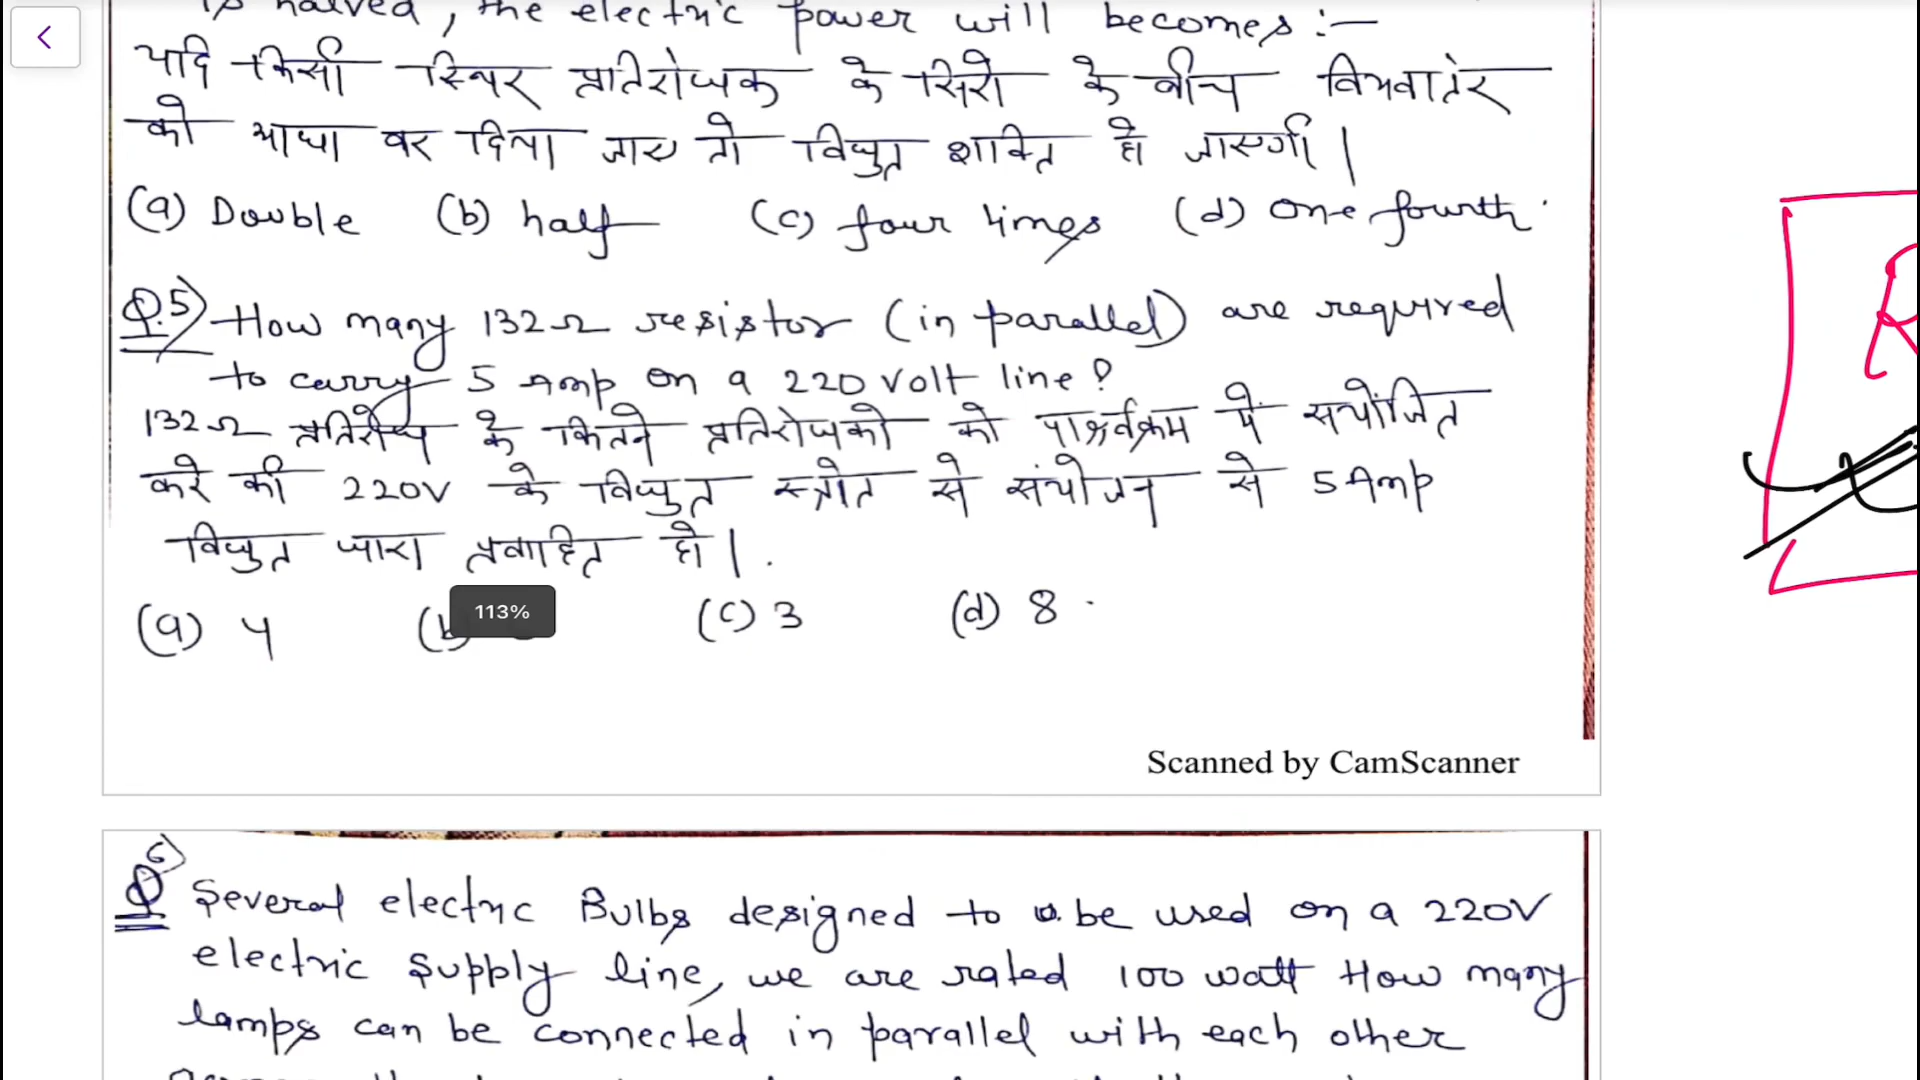 is halved, the electric power will becomes :-
यदि किसी स्थिर प्रतिरोधक के सिरो के बीच विभवांतर
को आधा कर दिया जाए तो विधुत शक्ति हो जाएगी |
(a) Double (b) half (c) four times (d) one fourth
Q.5) How many 132Ω resistor (in parallel) are required
to carry 5 Amp on a 220 volt line?
132Ω प्रतिरोध के कितने प्रतिरोधको को पार्श्र्वक्रम में संयोजित
करे की 220V के विधुत स्त्रोत से संयोजन से 5 Amp
विधुत धारा प्रवाहित हो |.
(a) 4 (b) 113% (c) 3 (d) 8
Scanned by CamScanner
Q 6) Several electric Bulbs designed to be used on a 220V
electric supply line, we are rated 100 watt How many
lamps can be connected in parallel with each other